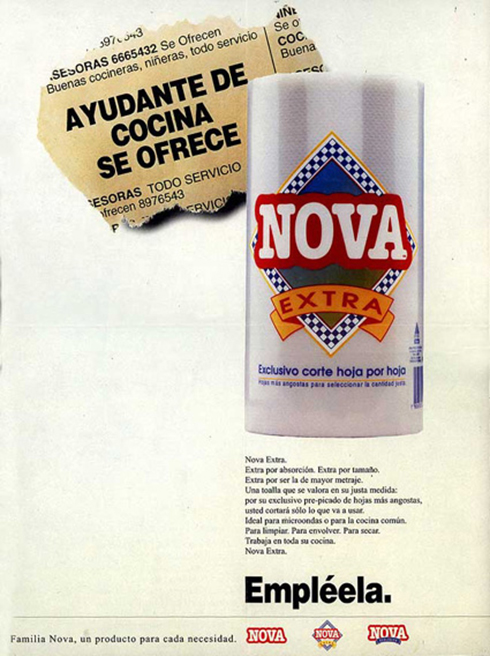 8971543
SESORAS 6665432 Se Ofrecen
Buenas cocineras, niñeras, todo servicio
AYUDANTE DE
COCINA
SE OFRECE
ESORAS TODO SERVICIO
frecen 8976543
ERVICI
Se o
COC
Buena
NOVA
EXTRA
Exclusivo corte hoja por hoja
Hojas más angostas para seleccionar la cantidad justa
Nova Extra.
Extra por absorción. Extra por tamaño.
Extra por ser la de mayor metraje.
Una toalla que se valora en su justa medida:
por su exclusivo pre-picado de hojas más angostas,
usted cortará sólo lo que va a usar.
Ideal para microondas o para la cocina común.
Para limpiar. Para envolver. Para secar.
Trabaja en toda su cocina.
Nova Extra.
Empléela.
Familia Nova, un producto para cada necesidad.
NOVA
NOVA
NOVA